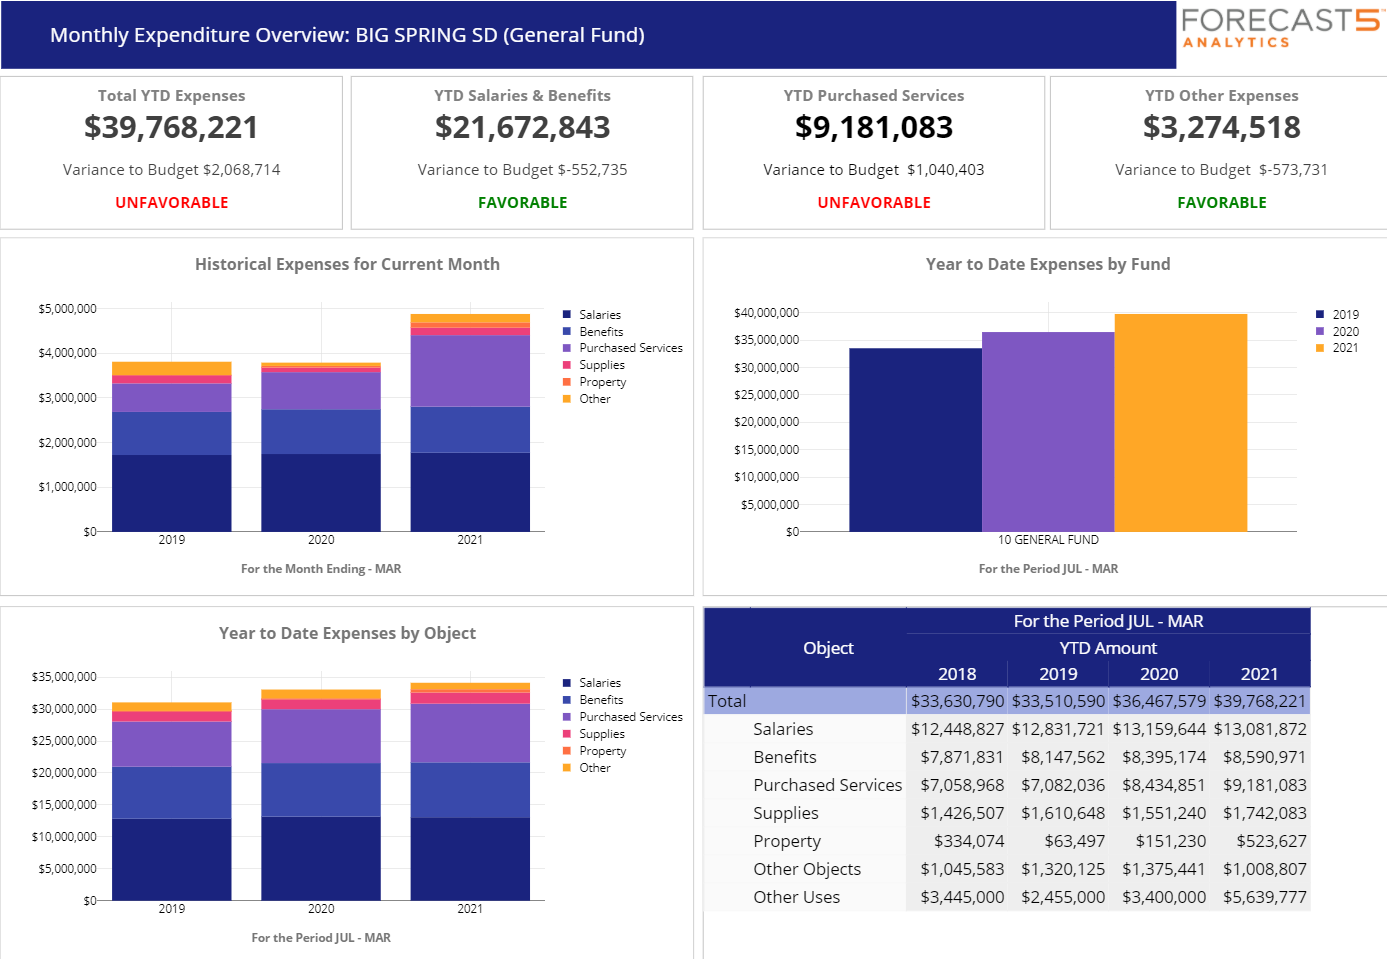 Monthly Expenditure Overview: BIG SPRING SD (General Fund)
FORECAST5™
ANALYTICS
Total YTD Expenses
$39,768,221
Variance to Budget $2,068,714
UNFAVORABLE
YTD Salaries & Benefits
$21,672,843
Variance to Budget $-552,735
FAVORABLE
YTD Purchased Services
$9,181,083
Variance to Budget $1,040,403
UNFAVORABLE
YTD Other Expenses
$3,274,518
Variance to Budget $-573,731
FAVORABLE
Historical Expenses for Current Month
$5,000,000
$4,000,000
$3,000,000
$2,000,000
$1,000,000
$0
2019 2020 2021
For the Month Ending - MAR
Salaries
Benefits
Purchased Services
Supplies
Property
Other
Year to Date Expenses by Fund
$40,000,000
$35,000,000
$30,000,000
$25,000,000
$20,000,000
$15,000,000
$10,000,000
$5,000,000
$0
10 GENERAL FUND
For the Period JUL - MAR
2019
2020
2021
Year to Date Expenses by Object
$35,000,000
$30,000,000
$25,000,000
$20,000,000
$15,000,000
$10,000,000
$5,000,000
$0
2019 2020 2021
For the Period JUL - MAR
Salaries
Benefits
Purchased Services
Supplies
Property
Other
For the Period JUL - MAR
Object YTD Amount
2018 2019 2020 2021
Total $33,630,790 $33,510,590 $36,467,579 $39,768,221
Salaries $12,448,827 $12,831,721 $13,159,644 $13,081,872
Benefits $7,871,831 $8,147,562 $8,395,174 $8,590,971
Purchased Services $7,058,968 $7,082,036 $8,434,851 $9,181,083
Supplies $1,426,507 $1,610,648 $1,551,240 $1,742,083
Property $334,074 $63,497 $151,230 $523,627
Other Objects $1,045,583 $1,320,125 $1,375,441 $1,008,807
Other Uses $3,445,000 $2,455,000 $3,400,000 $5,639,777